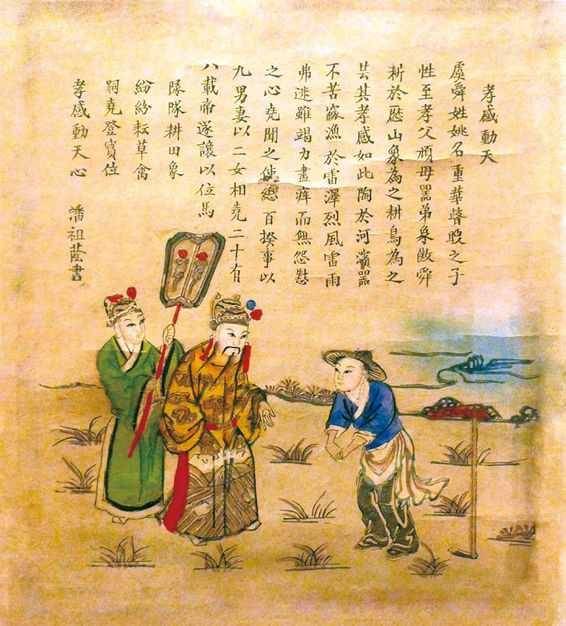 孝感動天
虞舜姓姚名重華瞽瞍之子
性至孝父頑母嚚弟象傲舜
耕於歷山象為之耕鳥為之
芸其孝感如此陶於河濱器
不苦窳漁於雷澤烈風雷雨
弗迷雖竭力盡瘁而無怨懟
之心堯聞之使總百揆事以
九男妻以二女相堯二十有
八載帝遂讓以位焉
隊隊耕田象
紛紛耘草禽
祠堯登寶位
孝感動天心 潘祖蔭書